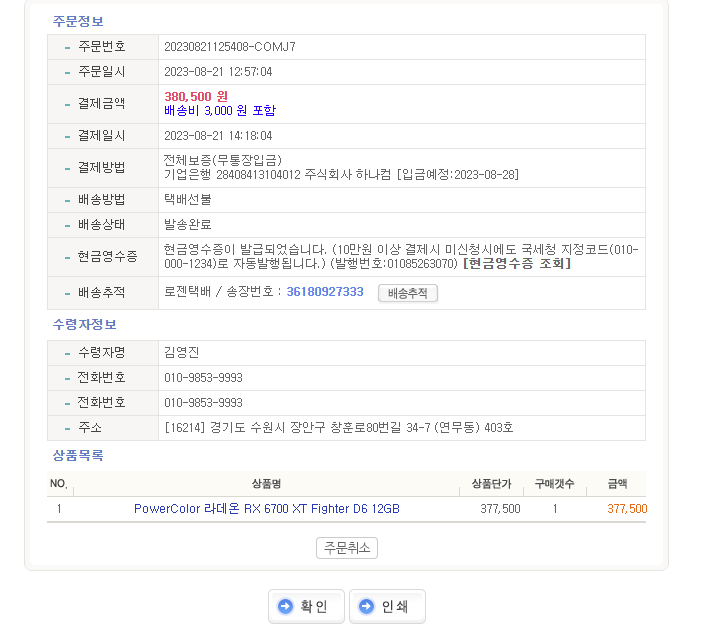 주문정보
주문번호 20230821125408-COMJ7
주문일시 2023-08-21 12:57:04
결제금액 380,500 원
배송비 3,000 원 포함
결제일시 2023-08-21 14:18:04
결제방법 전체보증(무통장입금)
기업은행 28408413104012 주식회사 하나컴 [입금예정:2023-08-28]
배송방법 택배선불
배송상태 발송완료
현금영수증 현금영수증이 발급되었습니다. (10만원 이상 결제시 미신청시에도 국세청 지정코드(010-
000-1234)로 자동발행됩니다.) (발행번호:01085263070) [현금영수증 조회]
배송추적 로젠택배 / 송장번호 : 36180927333 배송추적
수령자정보
수령자명 김영진
전화번호 010-9853-9993
전화번호 010-9853-9993
주소 [16214] 경기도 수원시 장안구 창훈로80번길 34-7 (연무동) 403호
상품목록
NO. 상품명 상품단가 구매갯수 금액
1 PowerColor 라데온 RX 6700 XT Fighter D6 12GB 377,500 1 377,500
주문취소
확인 인쇄